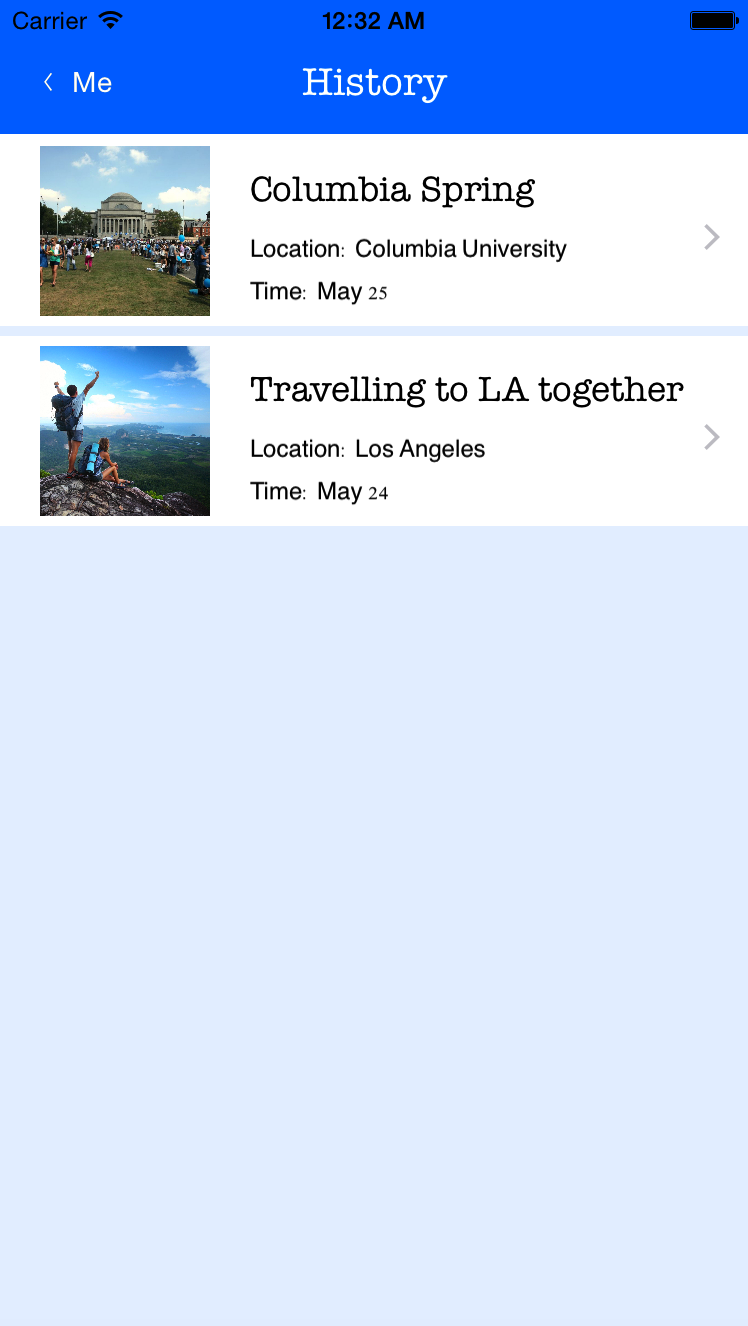 Carrier
12:32 AM
Me
History
Columbia Spring
Location: Columbia University
Time: May 25
Travelling to LA together
Location: Los Angeles
Time: May 24